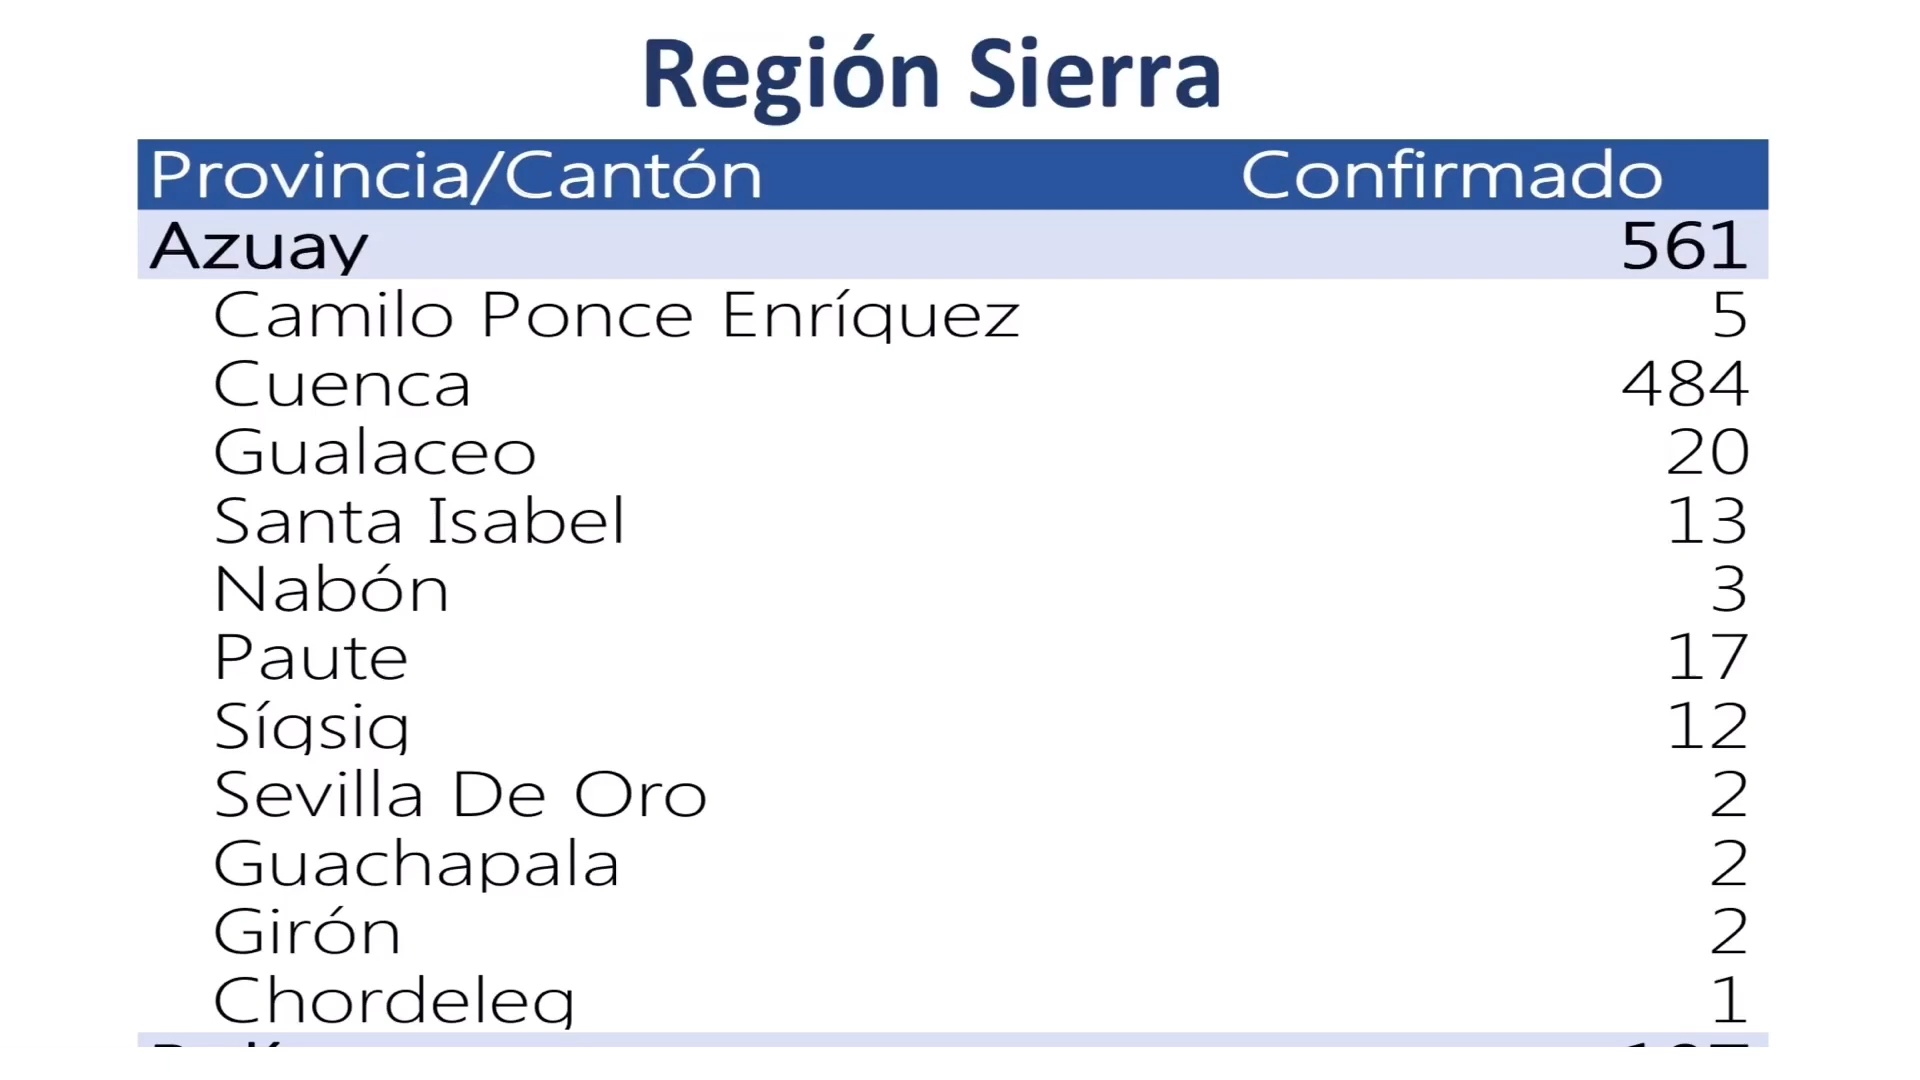 Región Sierra
Provincia/Cantón Confirmado
Azuay 561
Camilo Ponce Enríquez 5
Cuenca 484
Gualaceo 20
Santa Isabel 13
Nabón 3
Paute 17
Sígsig 12
Sevilla De Oro 2
Guachapala 2
Girón 2
Chordeleg 1